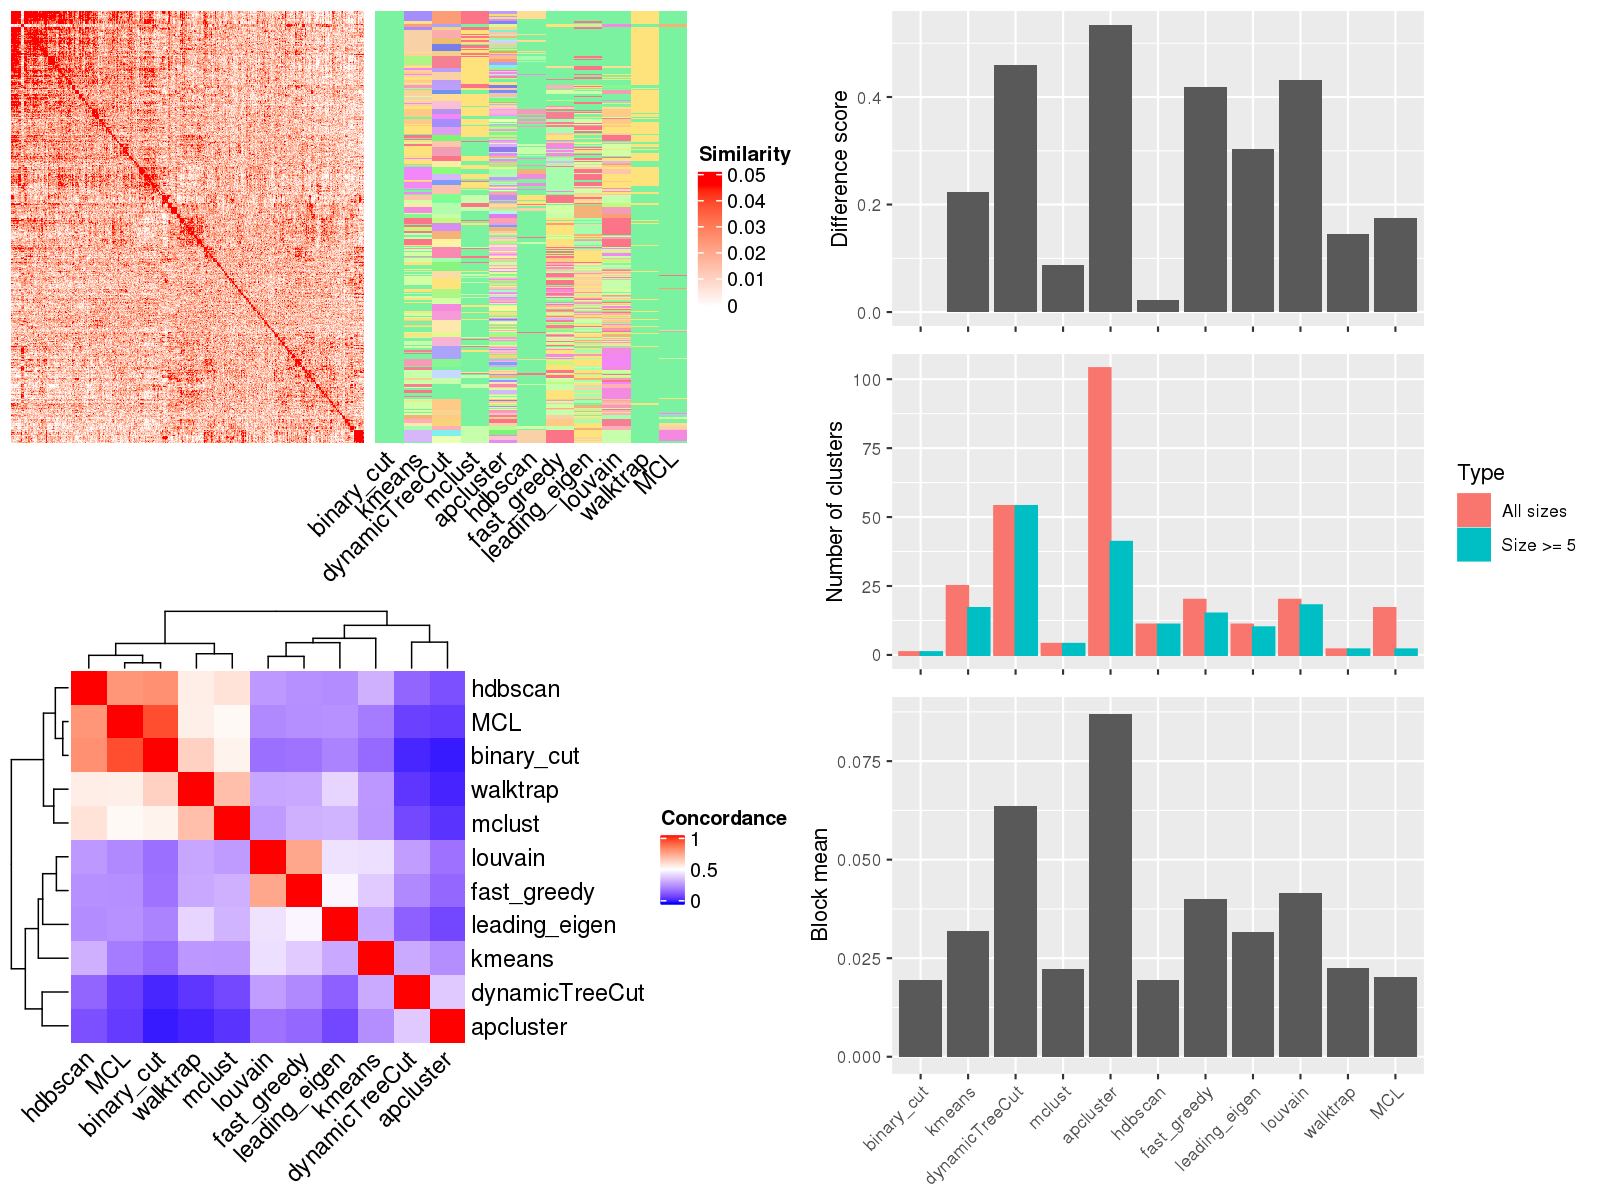 Similarity
0.05
0.04
0.03
0.02
0.01
0
binary_cut
kmeans
dynamicTreeCut
mclust
apcluster
hdbscan
fast_greedy
leading_eigen
louvain
walktrap
MCL
hdbscan
MCL
binary_cut
walktrap
mclust
louvain
fast_greedy
leading_eigen
kmeans
dynamicTreeCut
apcluster
hdbscan
MCL
binary_cut
walktrap
mclust
louvain
fast_greedy
leading_eigen
kmeans
dynamicTreeCut
apcluster
Concordance
1
0.5
0
Difference score
0.4
0.2
0.0
Number of clusters
100
75
50
25
0
Type
All sizes
Size >= 5
Block mean
0.075
0.050
0.025
0.000
binary_cut
kmeans
dynamicTreeCut
mclust
apcluster
hdbscan
fast_greedy
leading_eigen
louvain
walktrap
MCL